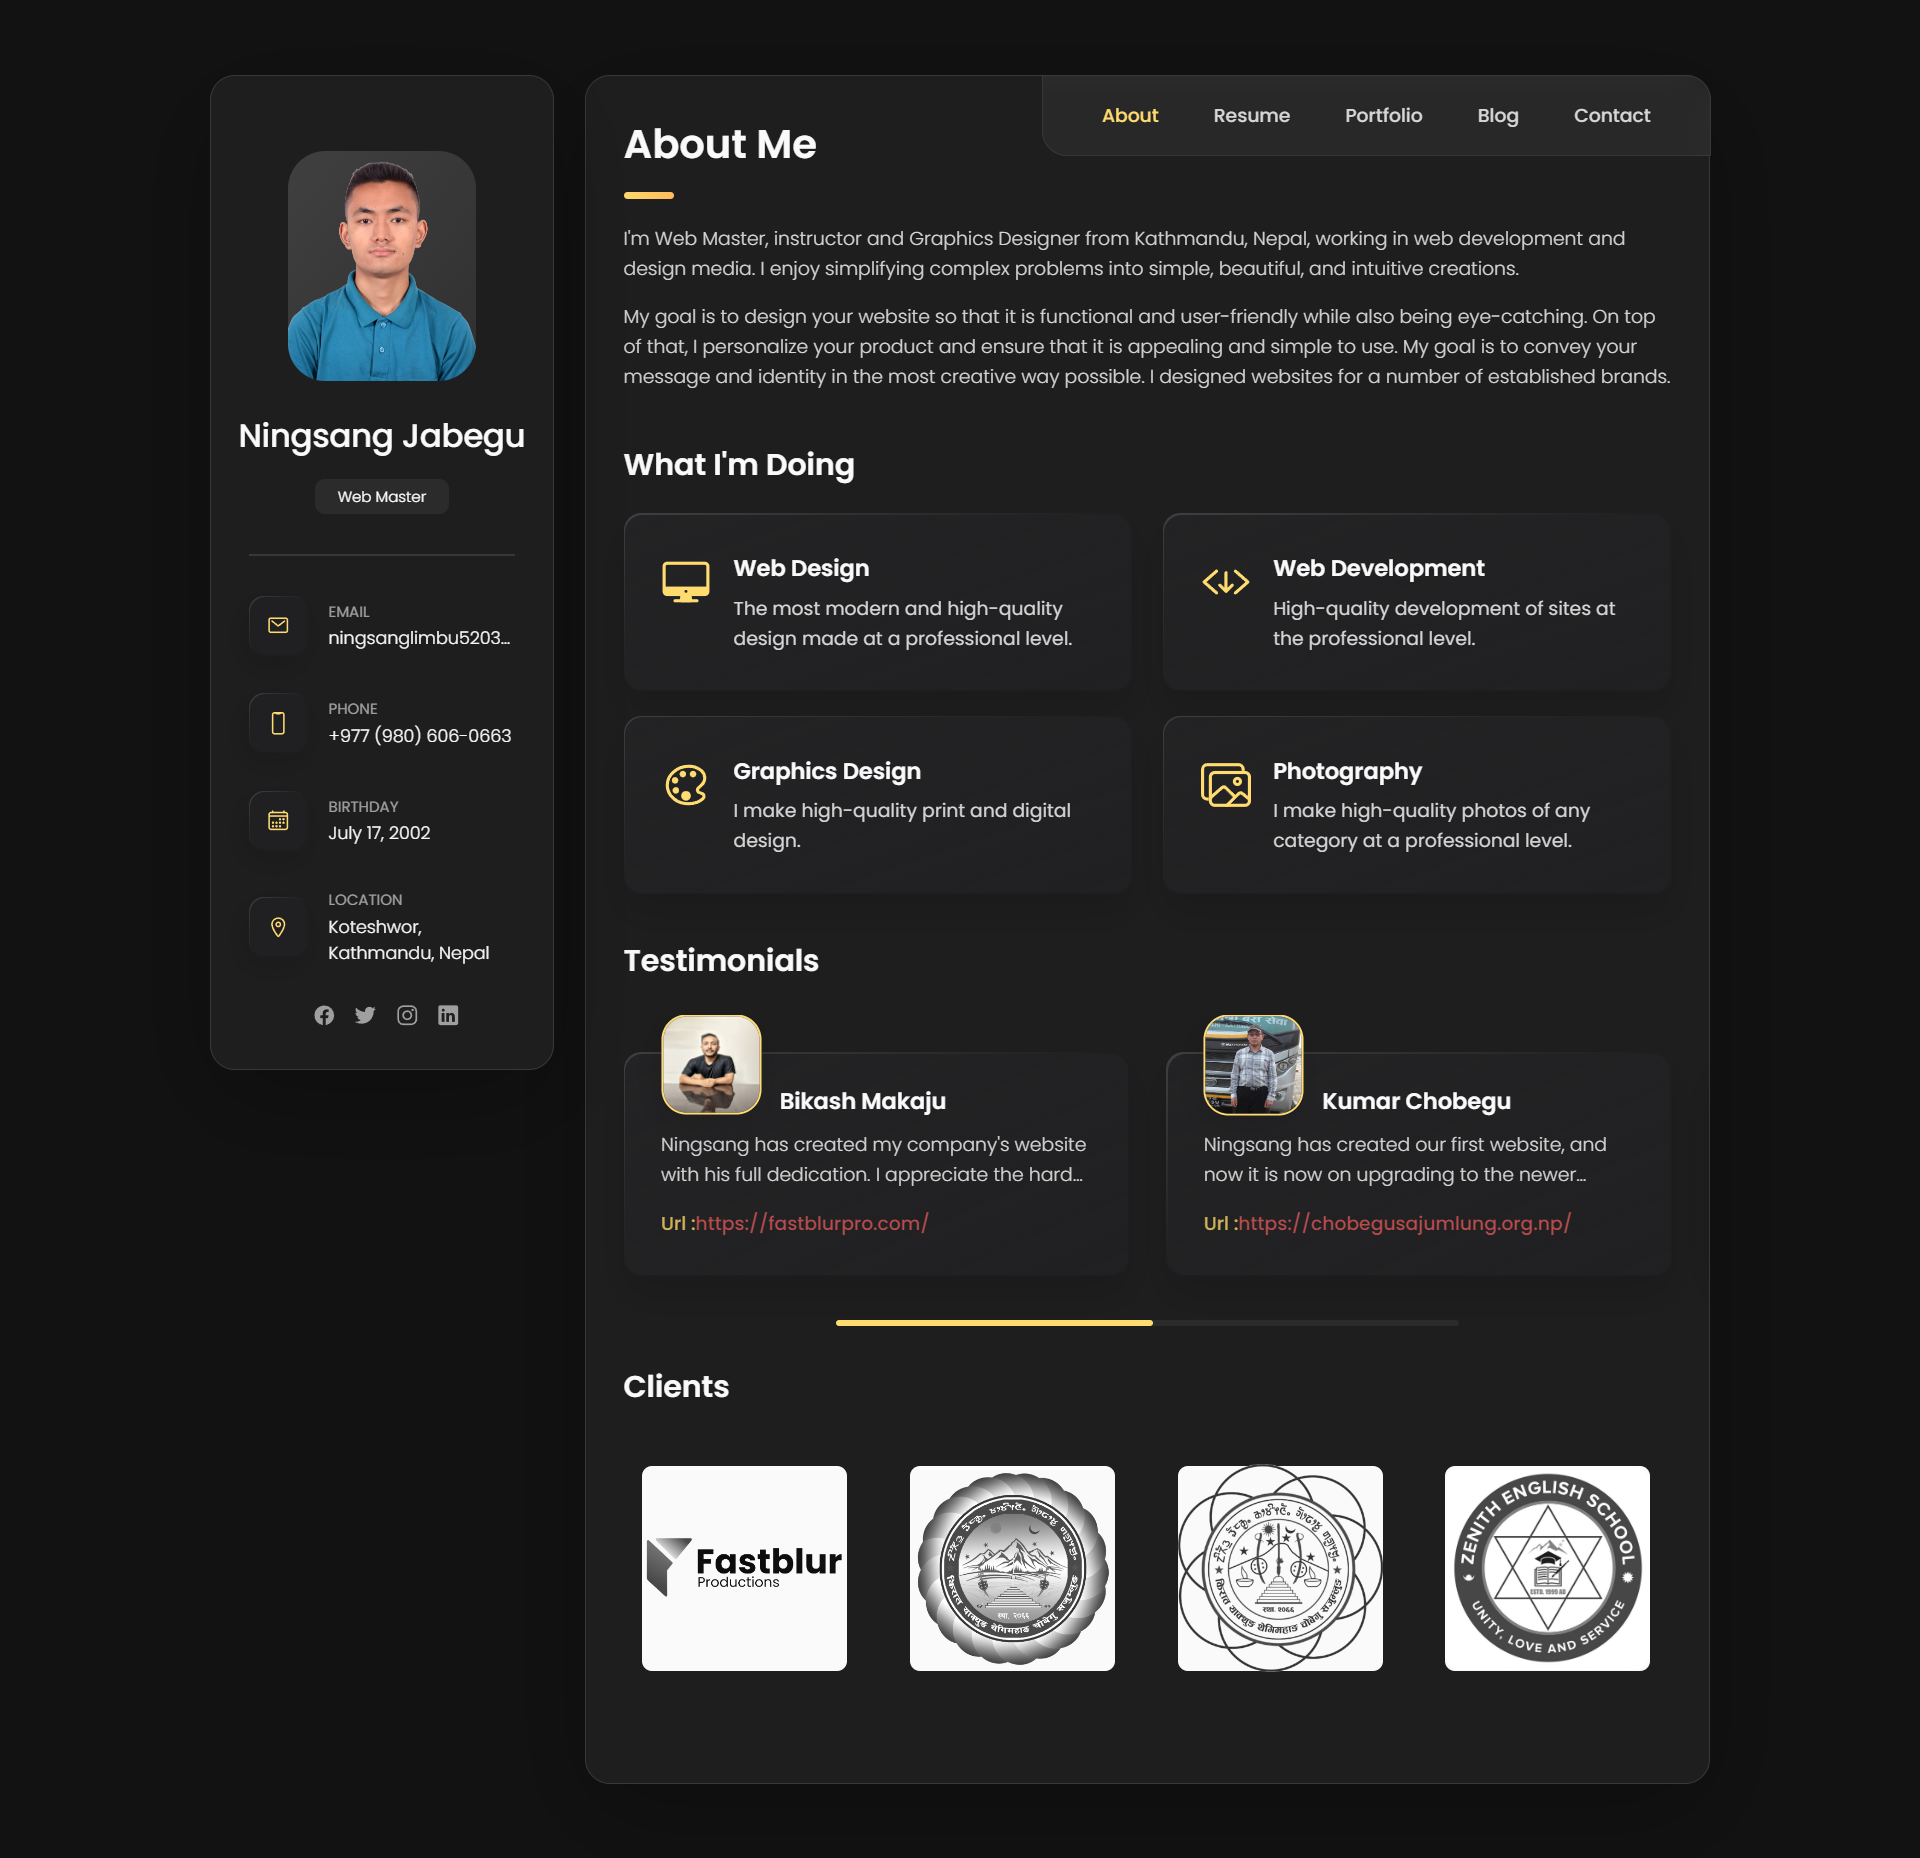 Ningsang Jabegu
Web Master
EMAIL
ningsanglimbu5203...
PHONE
+977 (980) 606-0663
BIRTHDAY
July 17, 2002
LOCATION
Koteshwor,
Kathmandu, Nepal
About
Resume
Portfolio
Blog
Contact
About Me
I'm Web Master, instructor and Graphics Designer from Kathmandu, Nepal, working in web development and
design media. I enjoy simplifying complex problems into simple, beautiful, and intuitive creations.
My goal is to design your website so that it is functional and user-friendly while also being eye-catching. On top
of that, I personalize your product and ensure that it is appealing and simple to use. My goal is to convey your
message and identity in the most creative way possible. I designed websites for a number of established brands.
What I'm Doing
Web Design
The most modern and high-quality
design made at a professional level.
Web Development
High-quality development of sites at
the professional level.
Graphics Design
I make high-quality print and digital
design.
Photography
I make high-quality photos of any
category at a professional level.
Testimonials
Bikash Makaju
Ningsang has created my company's website
with his full dedication. I appreciate the hard...
Url :https://fastblurpro.com/
बस सेवा
Kumar Chobegu
Ningsang has created our first website, and
now it is now on upgrading to the newer...
Url :https://chobegusajumlung.org.np/
Clients
Fastblur
Productions
स्था. २०६६
किरात याक्थुङ
स्था. २०६६
किरात याक्थुङ
ZENITH ENGLISH SCHOOL
ESTD. 1999 AD
UNITY, LOVE AND SERVICE